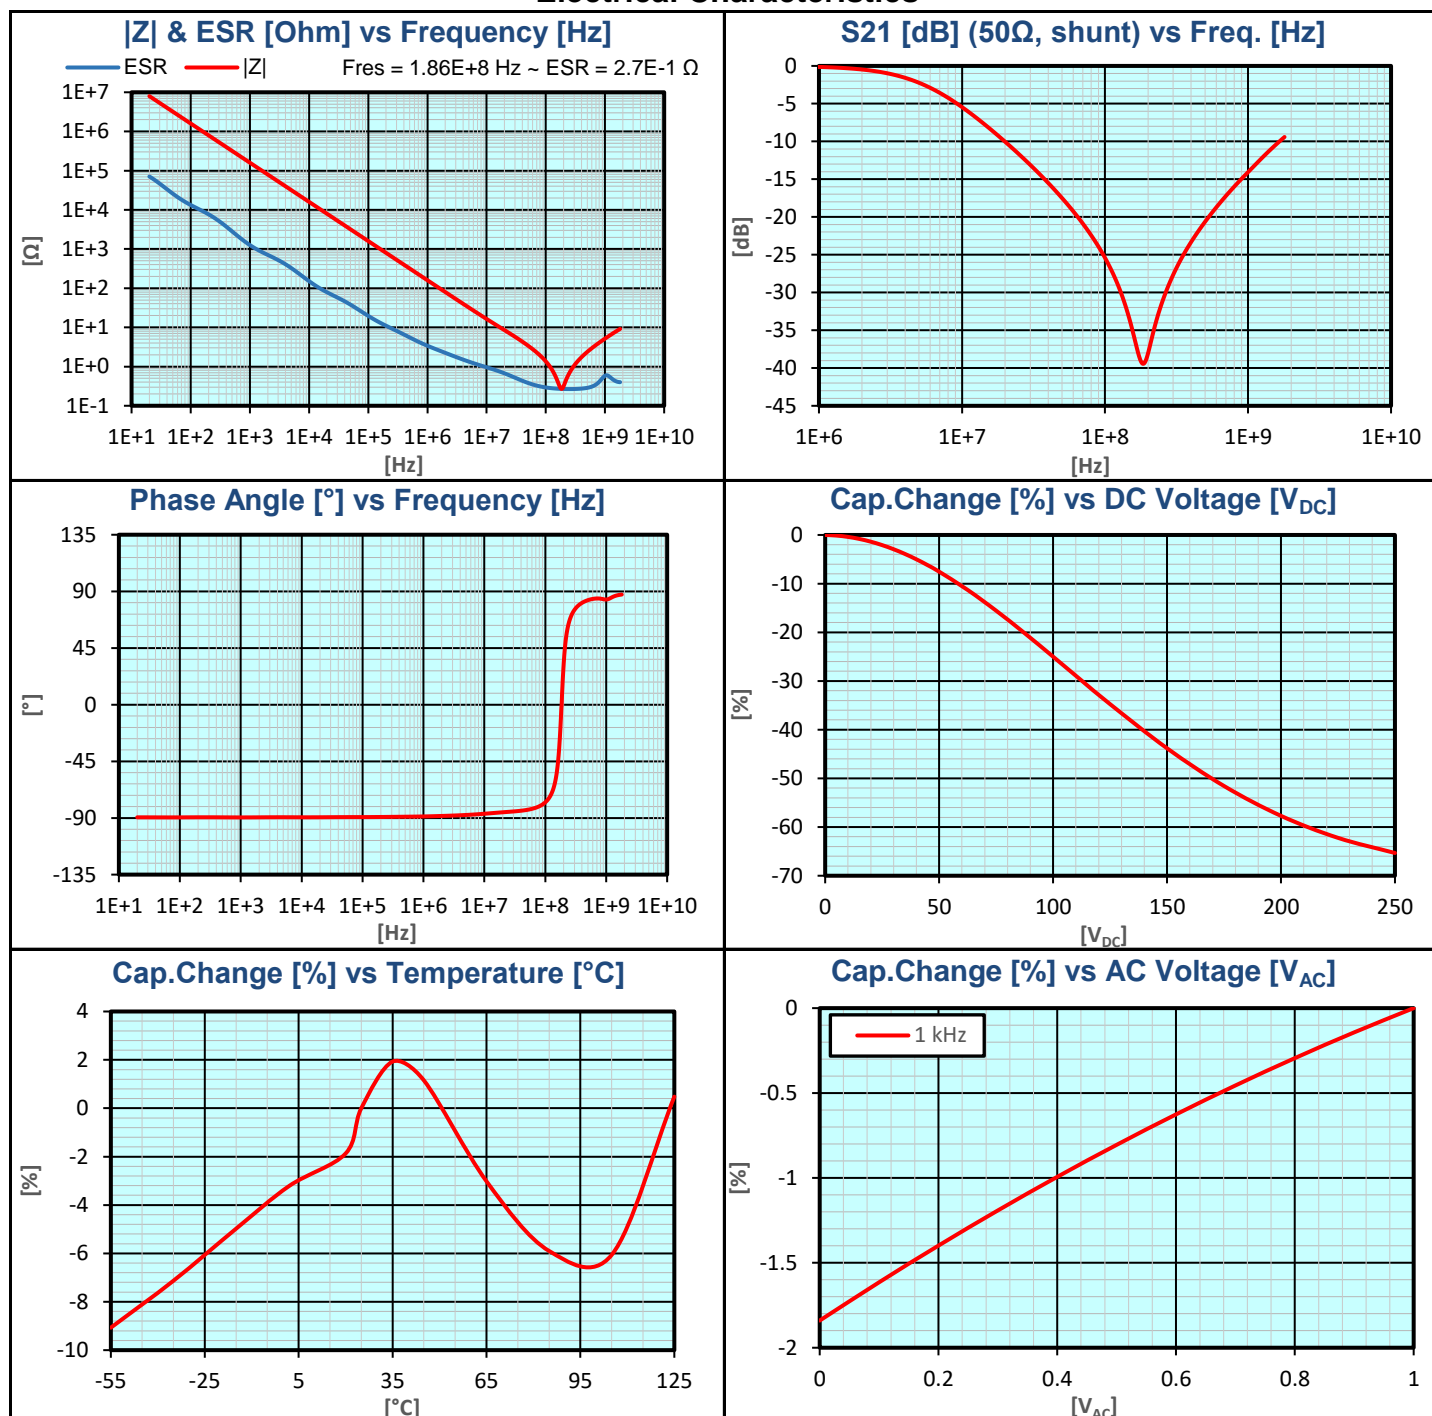 Electrical Characteristics
|Z| & ESR [Ohm] vs Frequency [Hz]
ESR |Z| Fres = 1.86E+8 Hz ~ ESR = 2.7E-1 Ω
1E+7
1E+6
1E+5
1E+4
1E+3
1E+2
1E+1
1E+0
1E-1
[Ω]
1E+1 1E+2 1E+3 1E+4 1E+5 1E+6 1E+7 1E+8 1E+9 1E+10
[Hz]
S21 [dB] (50Ω, shunt) vs Freq. [Hz]
0
-5
-10
-15
-20
-25
-30
-35
-40
-45
[dB]
1E+6 1E+7 1E+8 1E+9 1E+10
[Hz]
Phase Angle [°] vs Frequency [Hz]
135
90
45
0
-45
-90
-135
[°]
1E+1 1E+2 1E+3 1E+4 1E+5 1E+6 1E+7 1E+8 1E+9 1E+10
[Hz]
Cap.Change [%] vs DC Voltage [VDC]
0
-10
-20
-30
-40
-50
-60
-70
[%]
0 50 100 150 200 250
[VDC]
Cap.Change [%] vs Temperature [°C]
4
2
0
-2
-4
-6
-8
-10
[%]
-55 -25 5 35 65 95 125
[°C]
Cap.Change [%] vs AC Voltage [VAC]
1 kHz
0
-0.5
-1
-1.5
-2
[%]
0 0.2 0.4 0.6 0.8 1
[VAC]